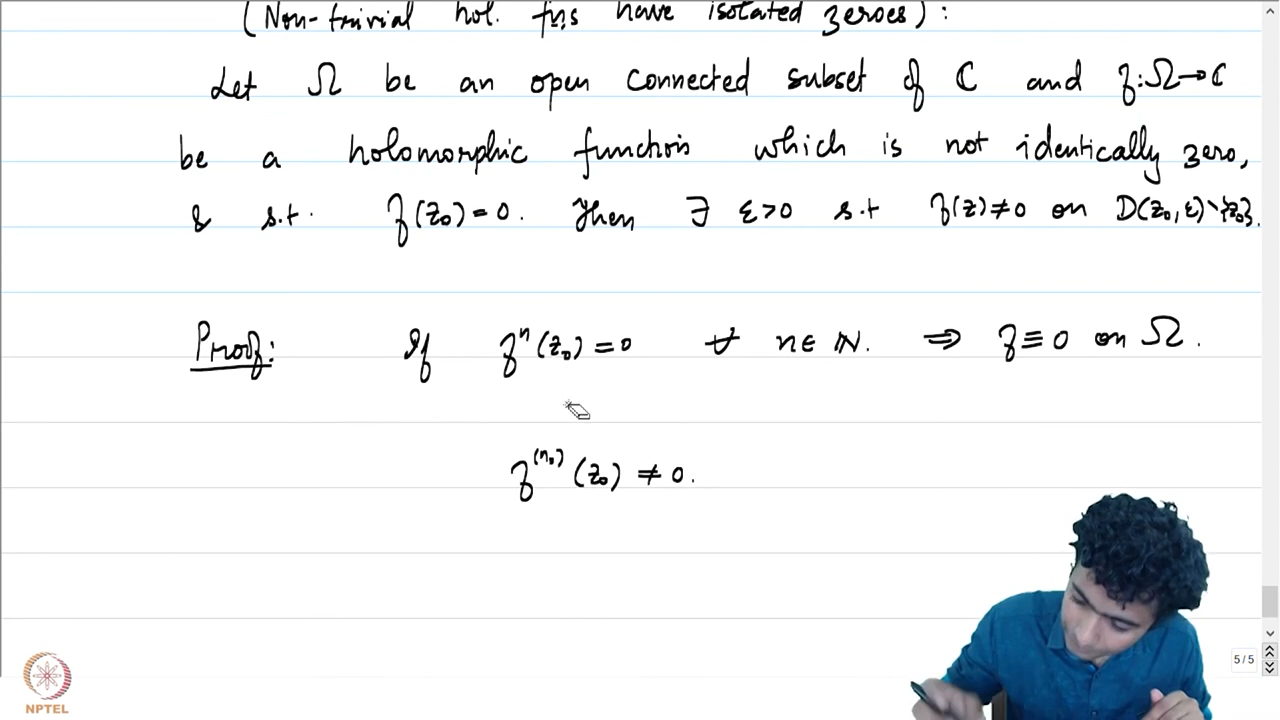 (Non-trivial hol. fns have isolated zeroes) :
Let Ω be an open connected subset of ℂ and f:Ω→ℂ
be a holomorphic function which is not identically zero,
& s.t. f(z₀)=0. Then ∃ ε>0 s.t f(z)≠0 on D(z₀,ε)\{z₀}.
Proof: If fⁿ(z₀)=0 ∀ n∈ℕ. ⇒ f≡0 on Ω.
f⁽ⁿ⁰⁾(z₀) ≠ 0.
5/5
NPTEL